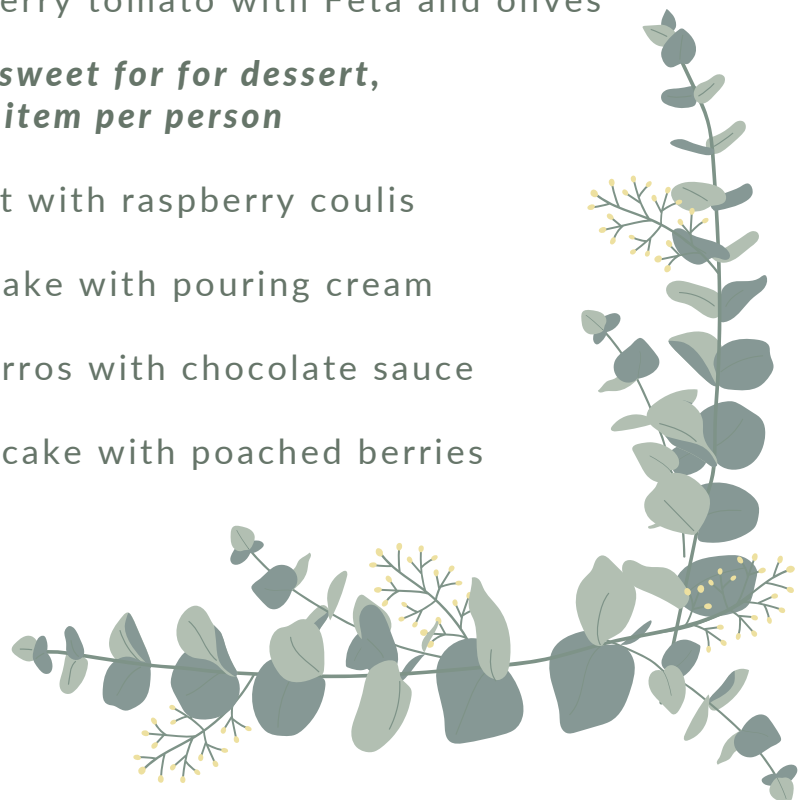 erry tomato with Feta and olives
sweet for for dessert,
item per person
t with raspberry coulis
ake with pouring cream
rros with chocolate sauce
cake with poached berries